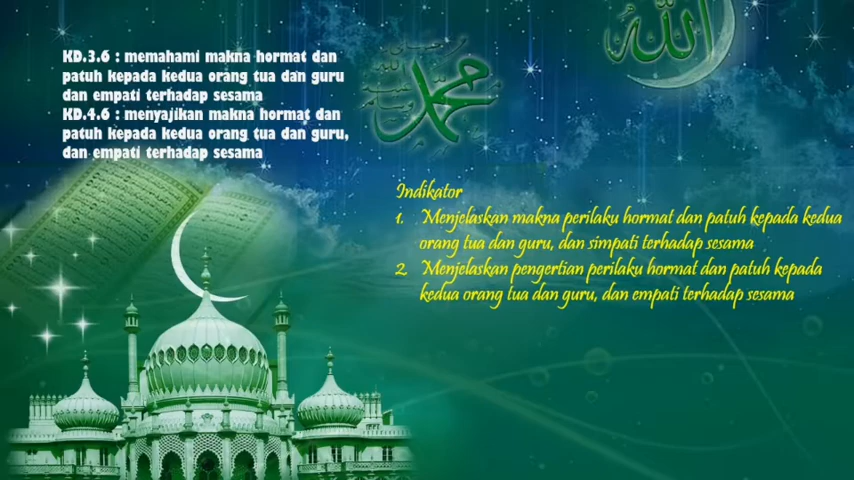 KD.3.6 : memahami makna hormat dan
patuh kepada kedua orang tua dan guru
dan empati terhadap sesama
KD.4.6 : menyajikan makna hormat dan
patuh kepada kedua orang tua dan guru,
dan empati terhadap sesama
محمد
الله
Indikator
1. Menjelaskan makna perilaku hormat dan patuh kepada kedua
orang tua dan guru, dan simpati terhadap sesama
2. Menjelaskan pengertian perilaku hormat dan patuh kepada
kedua orang tua dan guru, dan empati terhadap sesama